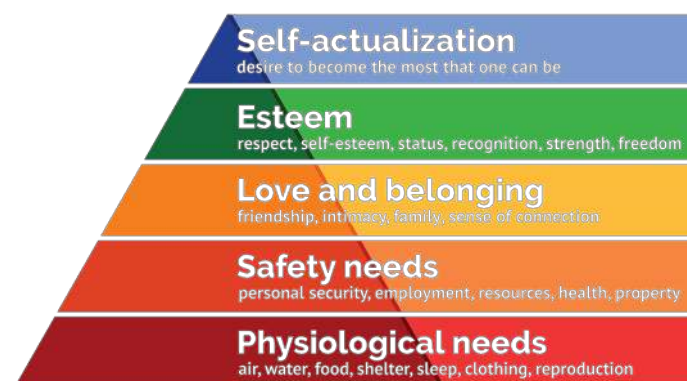 Self-actualization
desire to become the most that one can be
Esteem
respect, self-esteem, status, recognition, strength, freedom
Love and belonging
friendship, intimacy, family, sense of connection
Safety needs
personal security, employment, resources, health, property
Physiological needs
air, water, food, shelter, sleep, clothing, reproduction